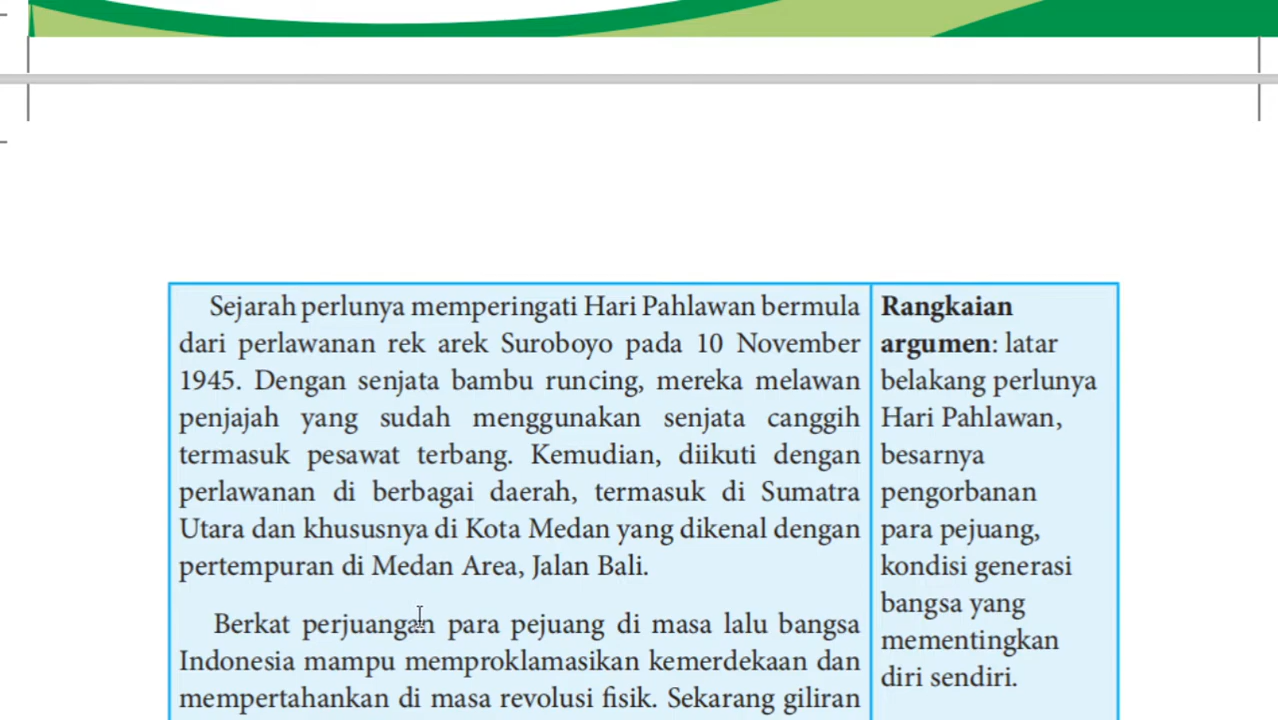 Sejarah perlunya memperingati Hari Pahlawan bermula
dari perlawanan rek arek Suroboyo pada 10 November
1945. Dengan senjata bambu runcing, mereka melawan
penjajah yang sudah menggunakan senjata canggih
termasuk pesawat terbang. Kemudian, diikuti dengan
perlawanan di berbagai daerah, termasuk di Sumatra
Utara dan khususnya di Kota Medan yang dikenal dengan
pertempuran di Medan Area, Jalan Bali.
Berkat perjuangan para pejuang di masa lalu bangsa
Indonesia mampu memproklamasikan kemerdekaan dan
mempertahankan di masa revolusi fisik. Sekarang giliran
Rangkaian
argumen: latar
belakang perlunya
Hari Pahlawan,
besarnya
pengorbanan
para pejuang,
kondisi generasi
bangsa yang
mementingkan
diri sendiri.